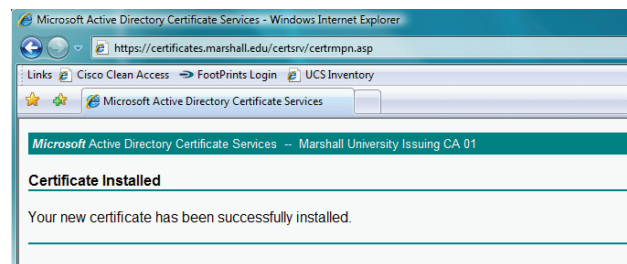 Microsoft Active Directory Certificate Services - Windows Internet Explorer
https://certificates.marshall.edu/certsrv/certrmpn.asp
Links Cisco Clean Access FootPrints Login UCS Inventory
Microsoft Active Directory Certificate Services
Microsoft Active Directory Certificate Services -- Marshall University Issuing CA 01
Certificate Installed
Your new certificate has been successfully installed.